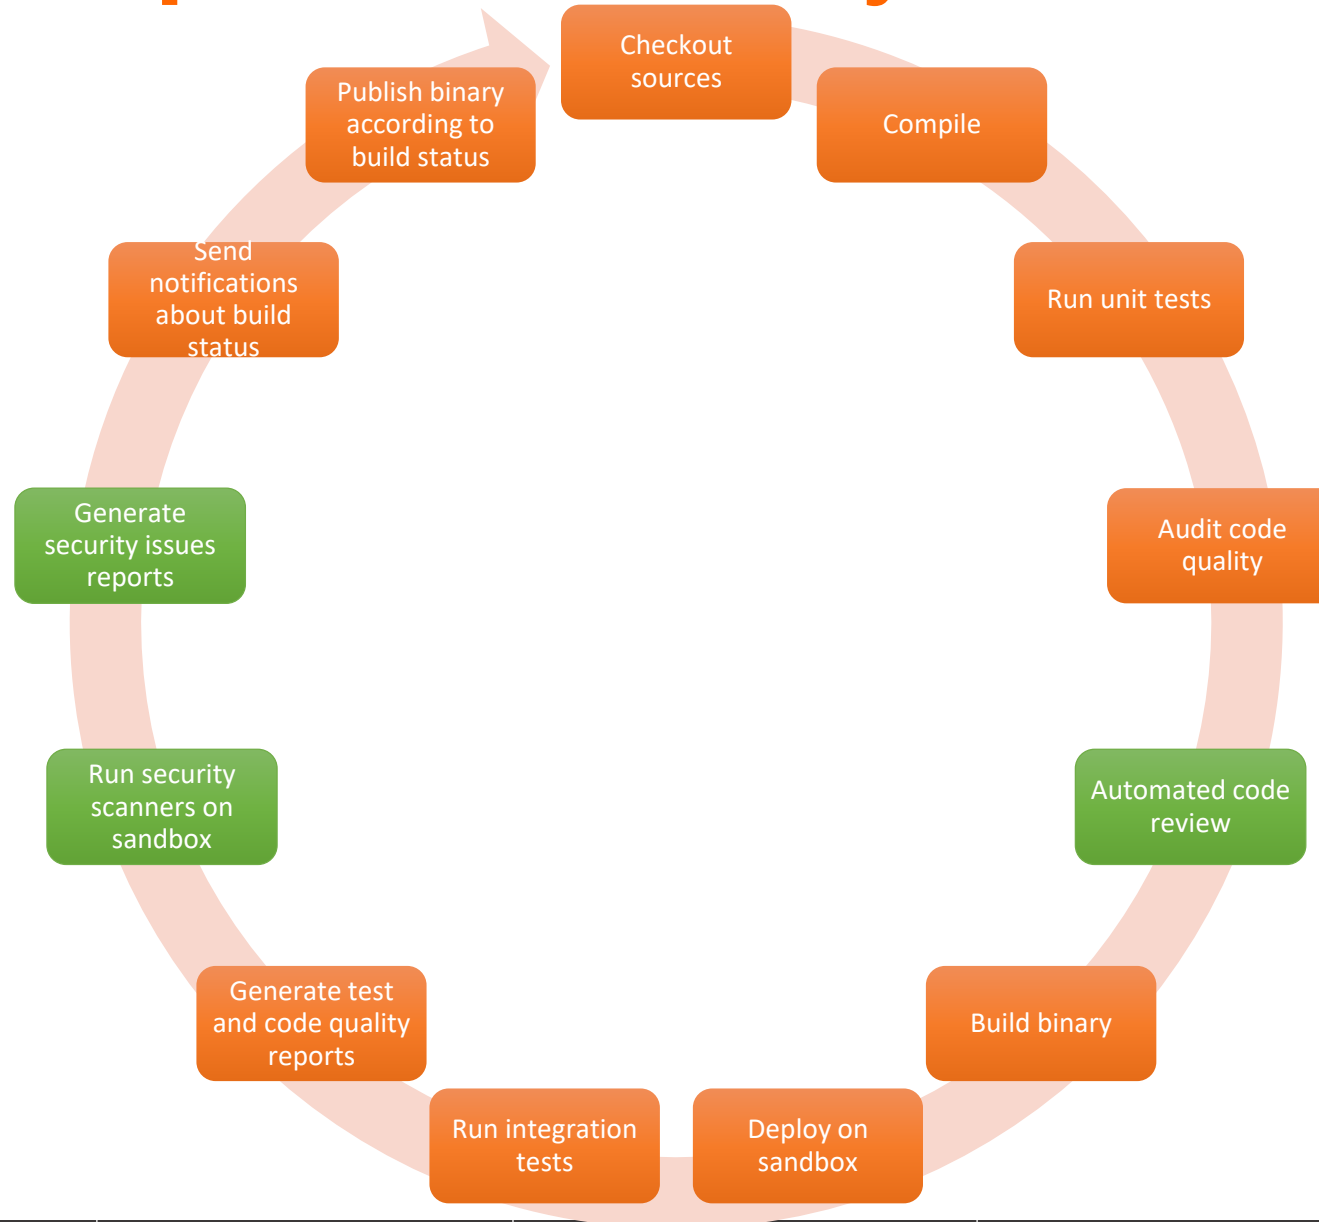 Checkout
sources
Compile
Run unit tests
Audit code
quality
Automated code
review
Build binary
Deploy on
sandbox
Run integration
tests
Generate test
and code quality
reports
Run security
scanners on
sandbox
Generate
security issues
reports
Send
notifications
about build
status
Publish binary
according to
build status